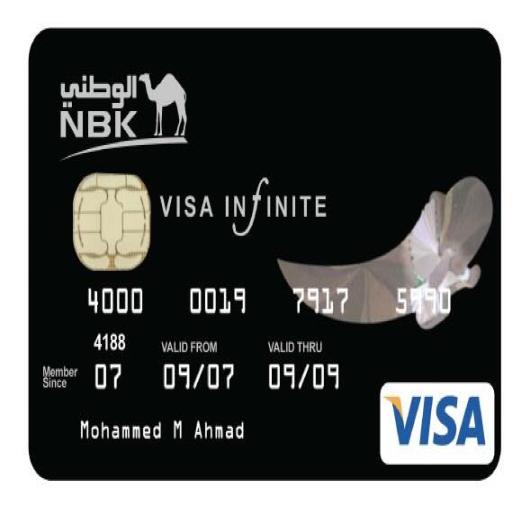 الوطني
NBK
VISA INfINITE
4000 0019 7917 5990
4188
VALID FROM VALID THRU
Member Since 07 09/07 09/09
Mohammed M Ahmad
VISA